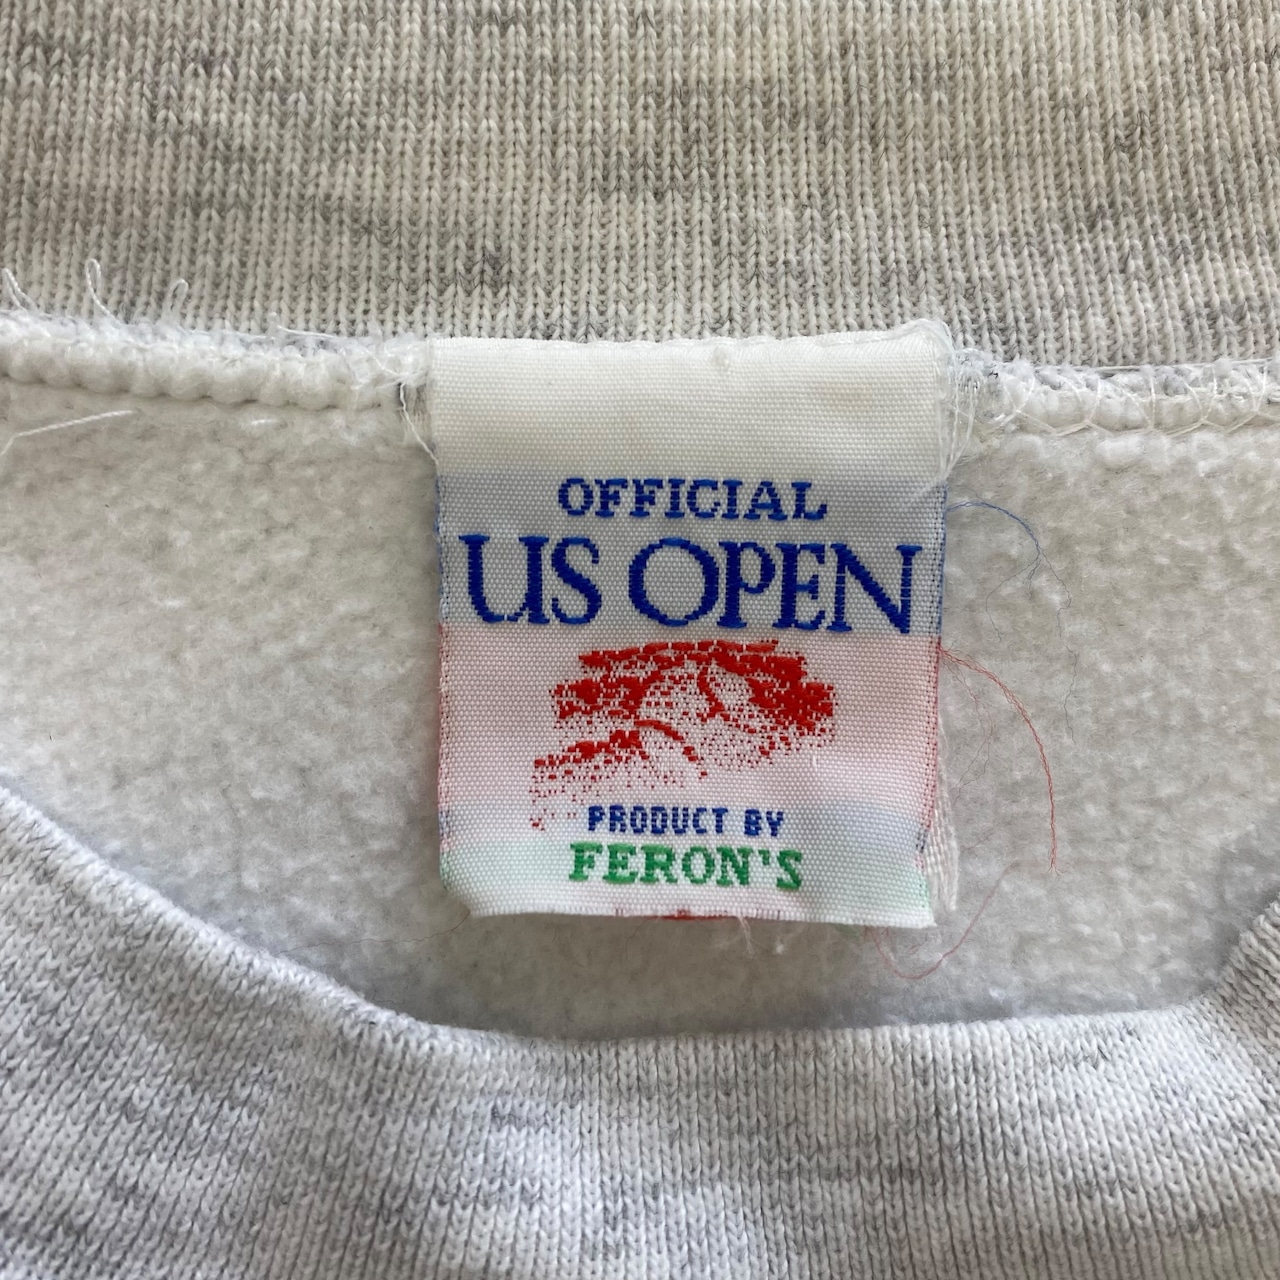 OFFICIAL
US OPEN
PRODUCT BY
FERON'S